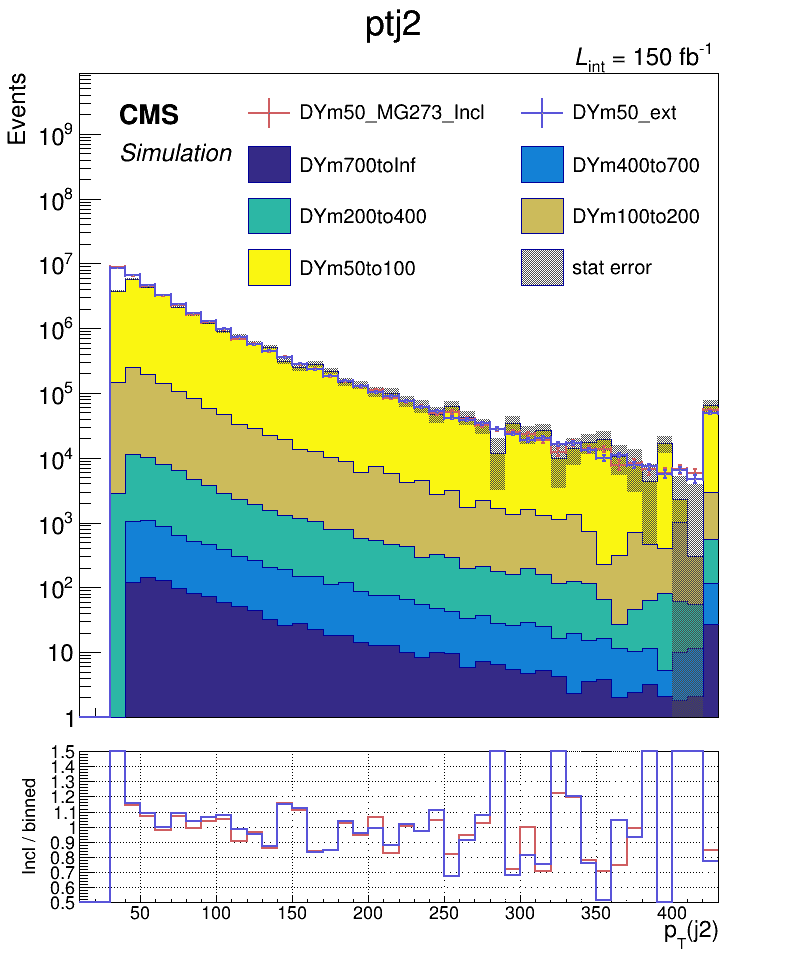 ptj2
L_int = 150 fb^-1
Events
CMS
Simulation
DYm50_MG273_Incl
DYm50_ext
DYm700toInf
DYm400to700
DYm200to400
DYm100to200
DYm50to100
stat error
10^9
10^8
10^7
10^6
10^5
10^4
10^3
10^2
10
1
Incl / binned
1.5
1.4
1.3
1.2
1.1
1
0.9
0.8
0.7
0.6
0.5
50 100 150 200 250 300 350 400
p_T(j2)